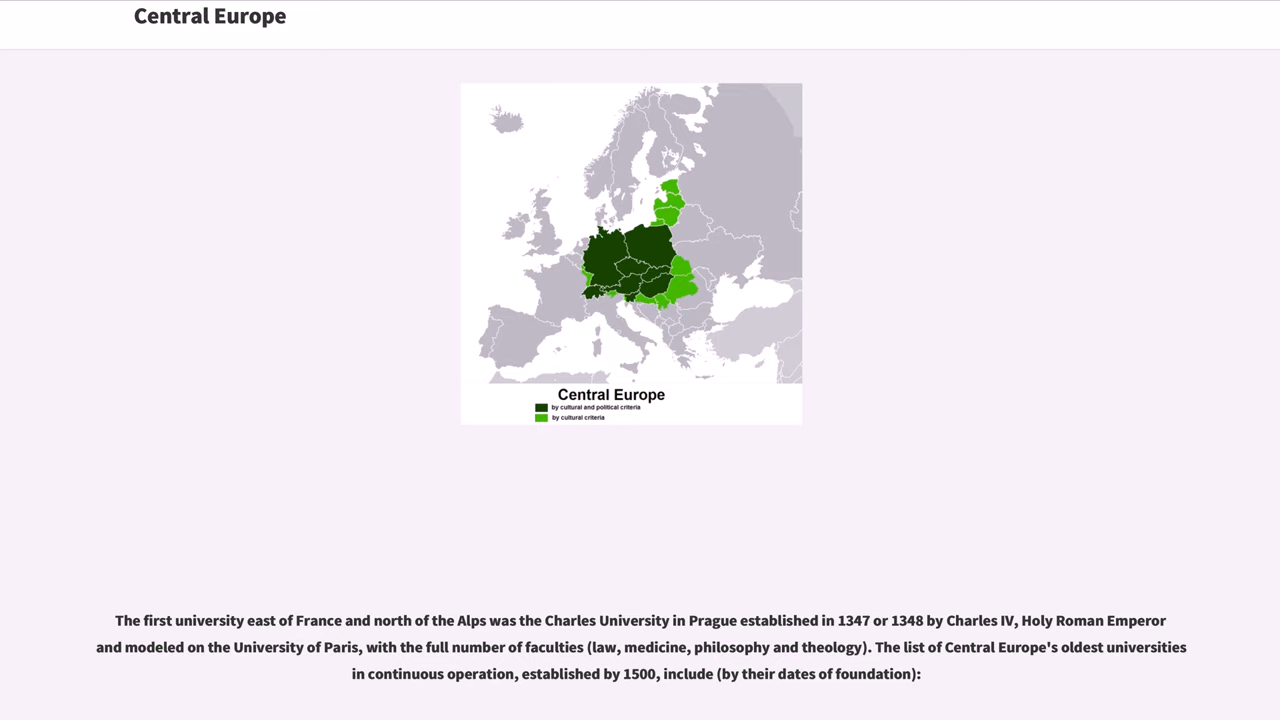 Central Europe
Central Europe
by cultural and political criteria
by cultural criteria
The first university east of France and north of the Alps was the Charles University in Prague established in 1347 or 1348 by Charles IV, Holy Roman Emperor
and modeled on the University of Paris, with the full number of faculties (law, medicine, philosophy and theology). The list of Central Europe's oldest universities
in continuous operation, established by 1500, include (by their dates of foundation):